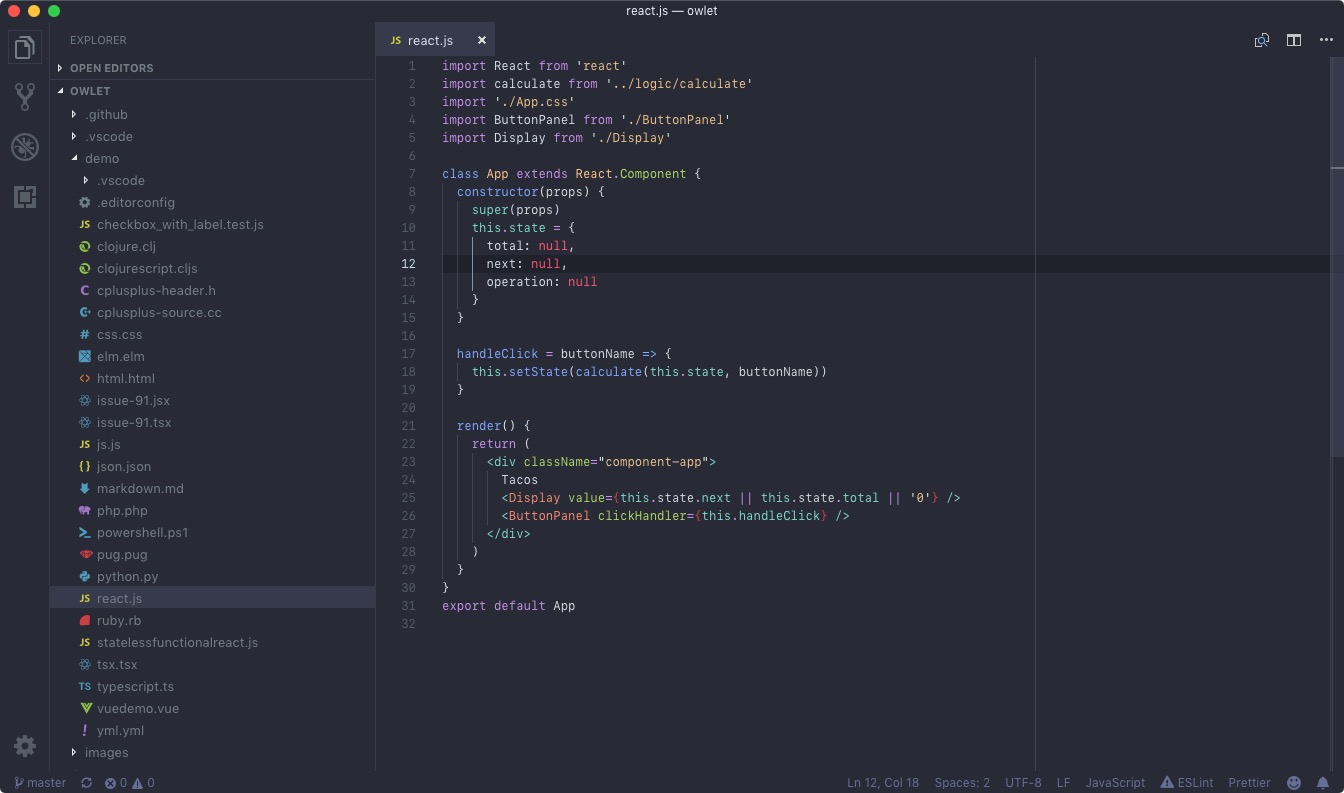 react.js — owlet
EXPLORER
OPEN EDITORS
OWLET
.github
.vscode
demo
.vscode
.editorconfig
JS checkbox_with_label.test.js
clojure.clj
clojurescript.cljs
C cplusplus-header.h
C+ cplusplus-source.cc
# css.css
elm.elm
<> html.html
issue-91.jsx
issue-91.tsx
JS js.js
{} json.json
markdown.md
php.php
powershell.ps1
pug.pug
python.py
JS react.js
ruby.rb
JS statelessfunctionalreact.js
tsx.tsx
TS typescript.ts
vuedemo.vue
! yml.yml
images
JS react.js ×
1 import React from 'react'
2 import calculate from '../logic/calculate'
3 import './App.css'
4 import ButtonPanel from './ButtonPanel'
5 import Display from './Display'
6
7 class App extends React.Component {
8 constructor(props) {
9 super(props)
10 this.state = {
11 total: null,
12 next: null,
13 operation: null
14 }
15 }
16
17 handleClick = buttonName => {
18 this.setState(calculate(this.state, buttonName))
19 }
20
21 render() {
22 return (
23 <div className="component-app">
24 Tacos
25 <Display value={this.state.next || this.state.total || '0'} />
26 <ButtonPanel clickHandler={this.handleClick} />
27 </div>
28 )
29 }
30 }
31 export default App
32
master 0 0 Ln 12, Col 18 Spaces: 2 UTF-8 LF JavaScript ESLint Prettier